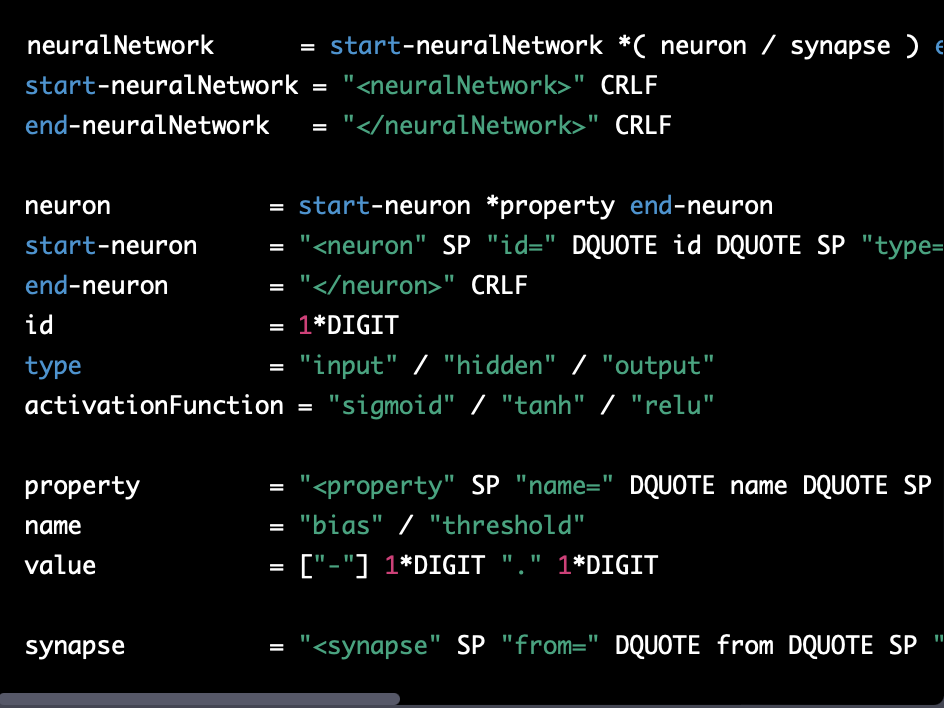 neuralNetwork      = start-neuralNetwork *( neuron / synapse ) e
start-neuralNetwork = "<neuralNetwork>" CRLF
end-neuralNetwork   = "</neuralNetwork>" CRLF
neuron           = start-neuron *property end-neuron
start-neuron     = "<neuron" SP "id=" DQUOTE id DQUOTE SP "type=
end-neuron       = "</neuron>" CRLF
id               = 1*DIGIT
type             = "input" / "hidden" / "output"
activationFunction = "sigmoid" / "tanh" / "relu"
property         = "<property" SP "name=" DQUOTE name DQUOTE SP
name             = "bias" / "threshold"
value            = ["-"] 1*DIGIT "." 1*DIGIT
synapse          = "<synapse" SP "from=" DQUOTE from DQUOTE SP "